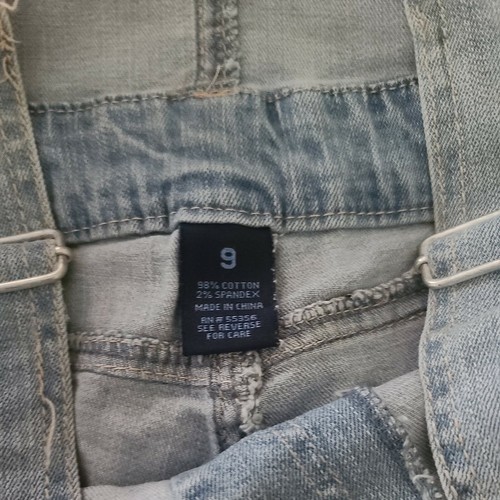 9
98% COTTON
2% SPANDEX
MADE IN CHINA
RN # 55356
SEE REVERSE
FOR CARE